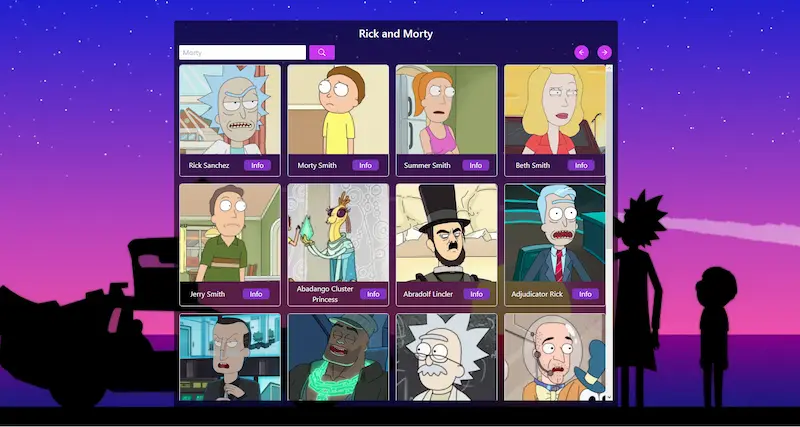 Rick and Morty
Morty
Rick Sanchez Info
Morty Smith Info
Summer Smith Info
Beth Smith Info
Jerry Smith Info
Abadango Cluster
Princess Info
Abradolf Lincler Info
Adjudicator Rick Info